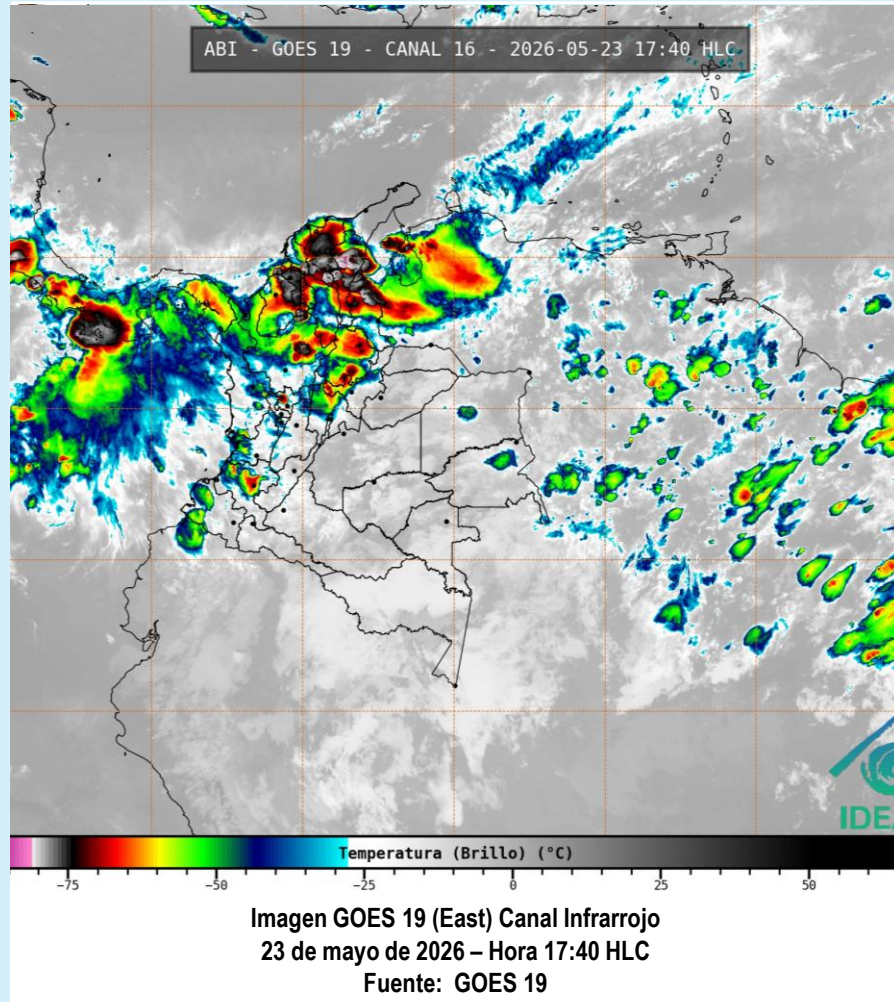 ABI - GOES 19 - CANAL 16 - 2026-05-23 17:40 HLC
IDEA
Temperatura (Brillo) (°C)
−75 −50 −25 0 25 50
Imagen GOES 19 (East) Canal Infrarrojo
23 de mayo de 2026 – Hora 17:40 HLC
Fuente: GOES 19